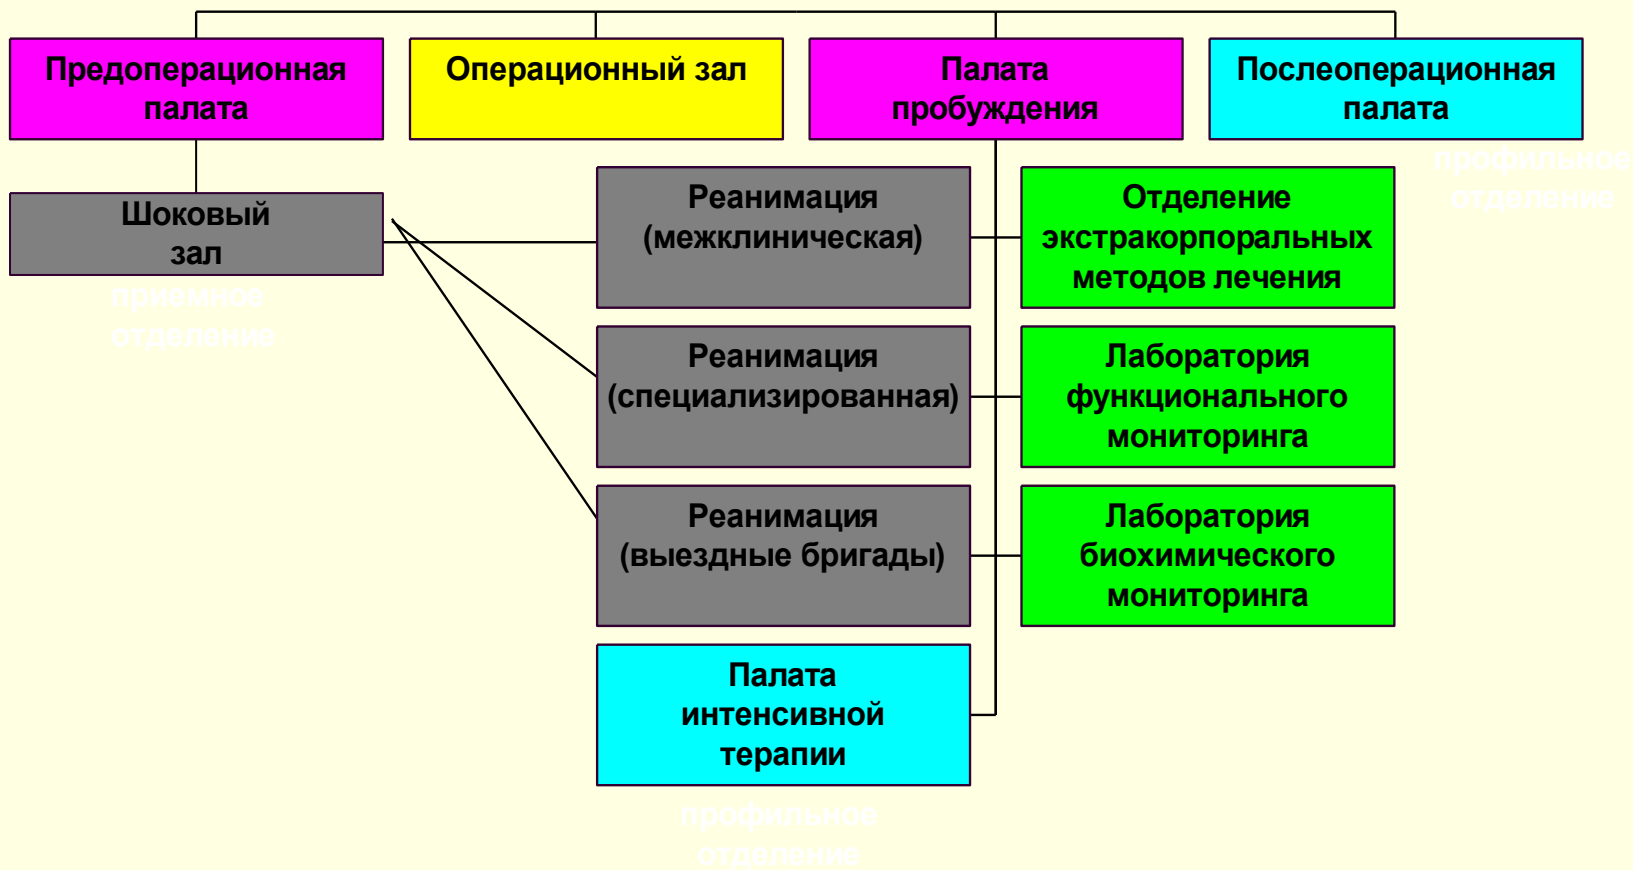 Предоперационная
палата
Операционный зал
Палата
пробуждения
Послеоперационная
палата
профильное
отделение
Шоковый
зал
приемное
отделение
Реанимация
(межклиническая)
Отделение
экстракорпоральных
методов лечения
Реанимация
(специализированная)
Лаборатория
функционального
мониторинга
Реанимация
(выездные бригады)
Лаборатория
биохимического
мониторинга
Палата
интенсивной
терапии
профильное
отделение